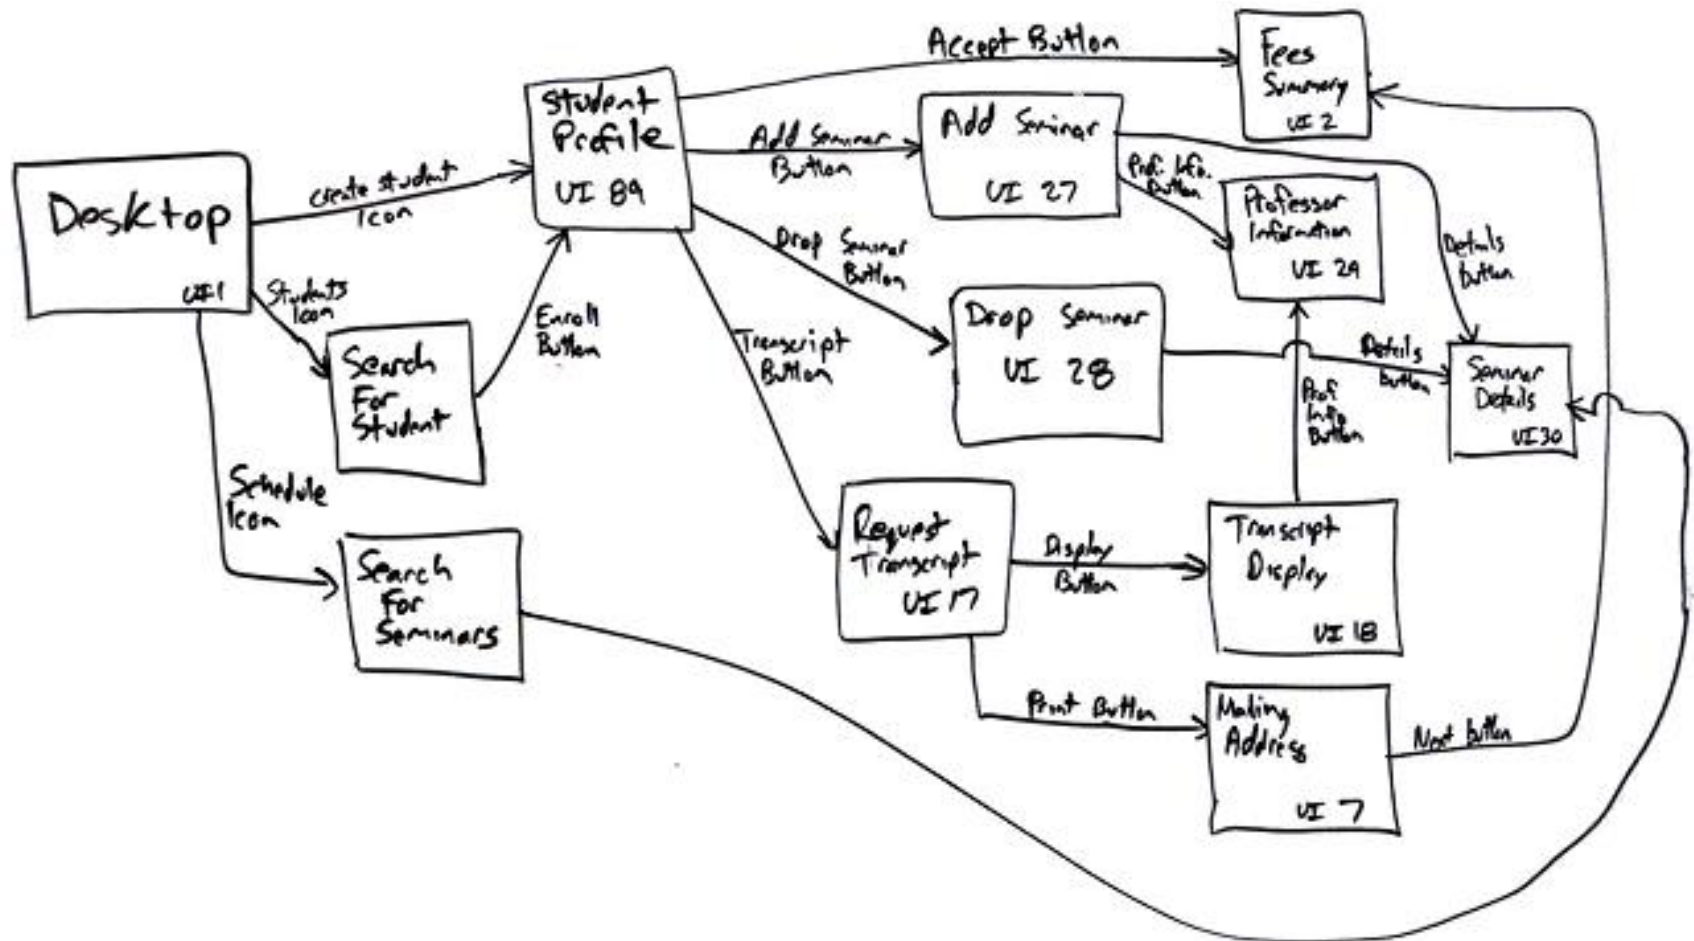 Accept Button
Fees
Summary
UI 2
Student
Profile
UI 89
Add Seminar
Button
Add Seminar
UI 27
Prof. Info.
Button
Professor
Information
UI 29
Details
button
Desktop
UI 1
Create student
Icon
Students
Icon
Search
For
Student
Enroll
Button
Drop Seminar
Button
Drop Seminar
UI 28
Details
button
Seminar
Details
UI 30
Transcript
Button
Prof
Info
Button
Schedule
Icon
Search
For
Seminars
Request
Transcript
UI 17
Display
Button
Transcript
Display
UI 18
Print Button
Mailing
Address
UI 7
Next button